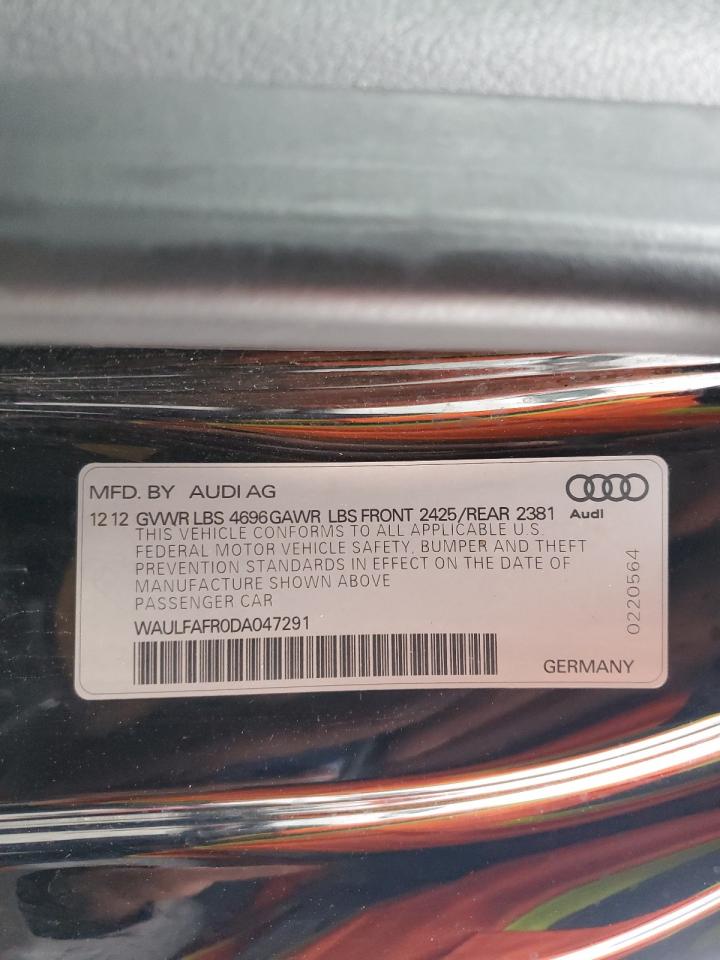 MFD. BY AUDI AG
Audi
12 12 GVWR LBS 4696 GAWR LBS FRONT 2425/REAR 2381
THIS VEHICLE CONFORMS TO ALL APPLICABLE U.S.
FEDERAL MOTOR VEHICLE SAFETY, BUMPER AND THEFT
PREVENTION STANDARDS IN EFFECT ON THE DATE OF
MANUFACTURE SHOWN ABOVE
PASSENGER CAR
WAULFAFR0DA047291
GERMANY
0220564